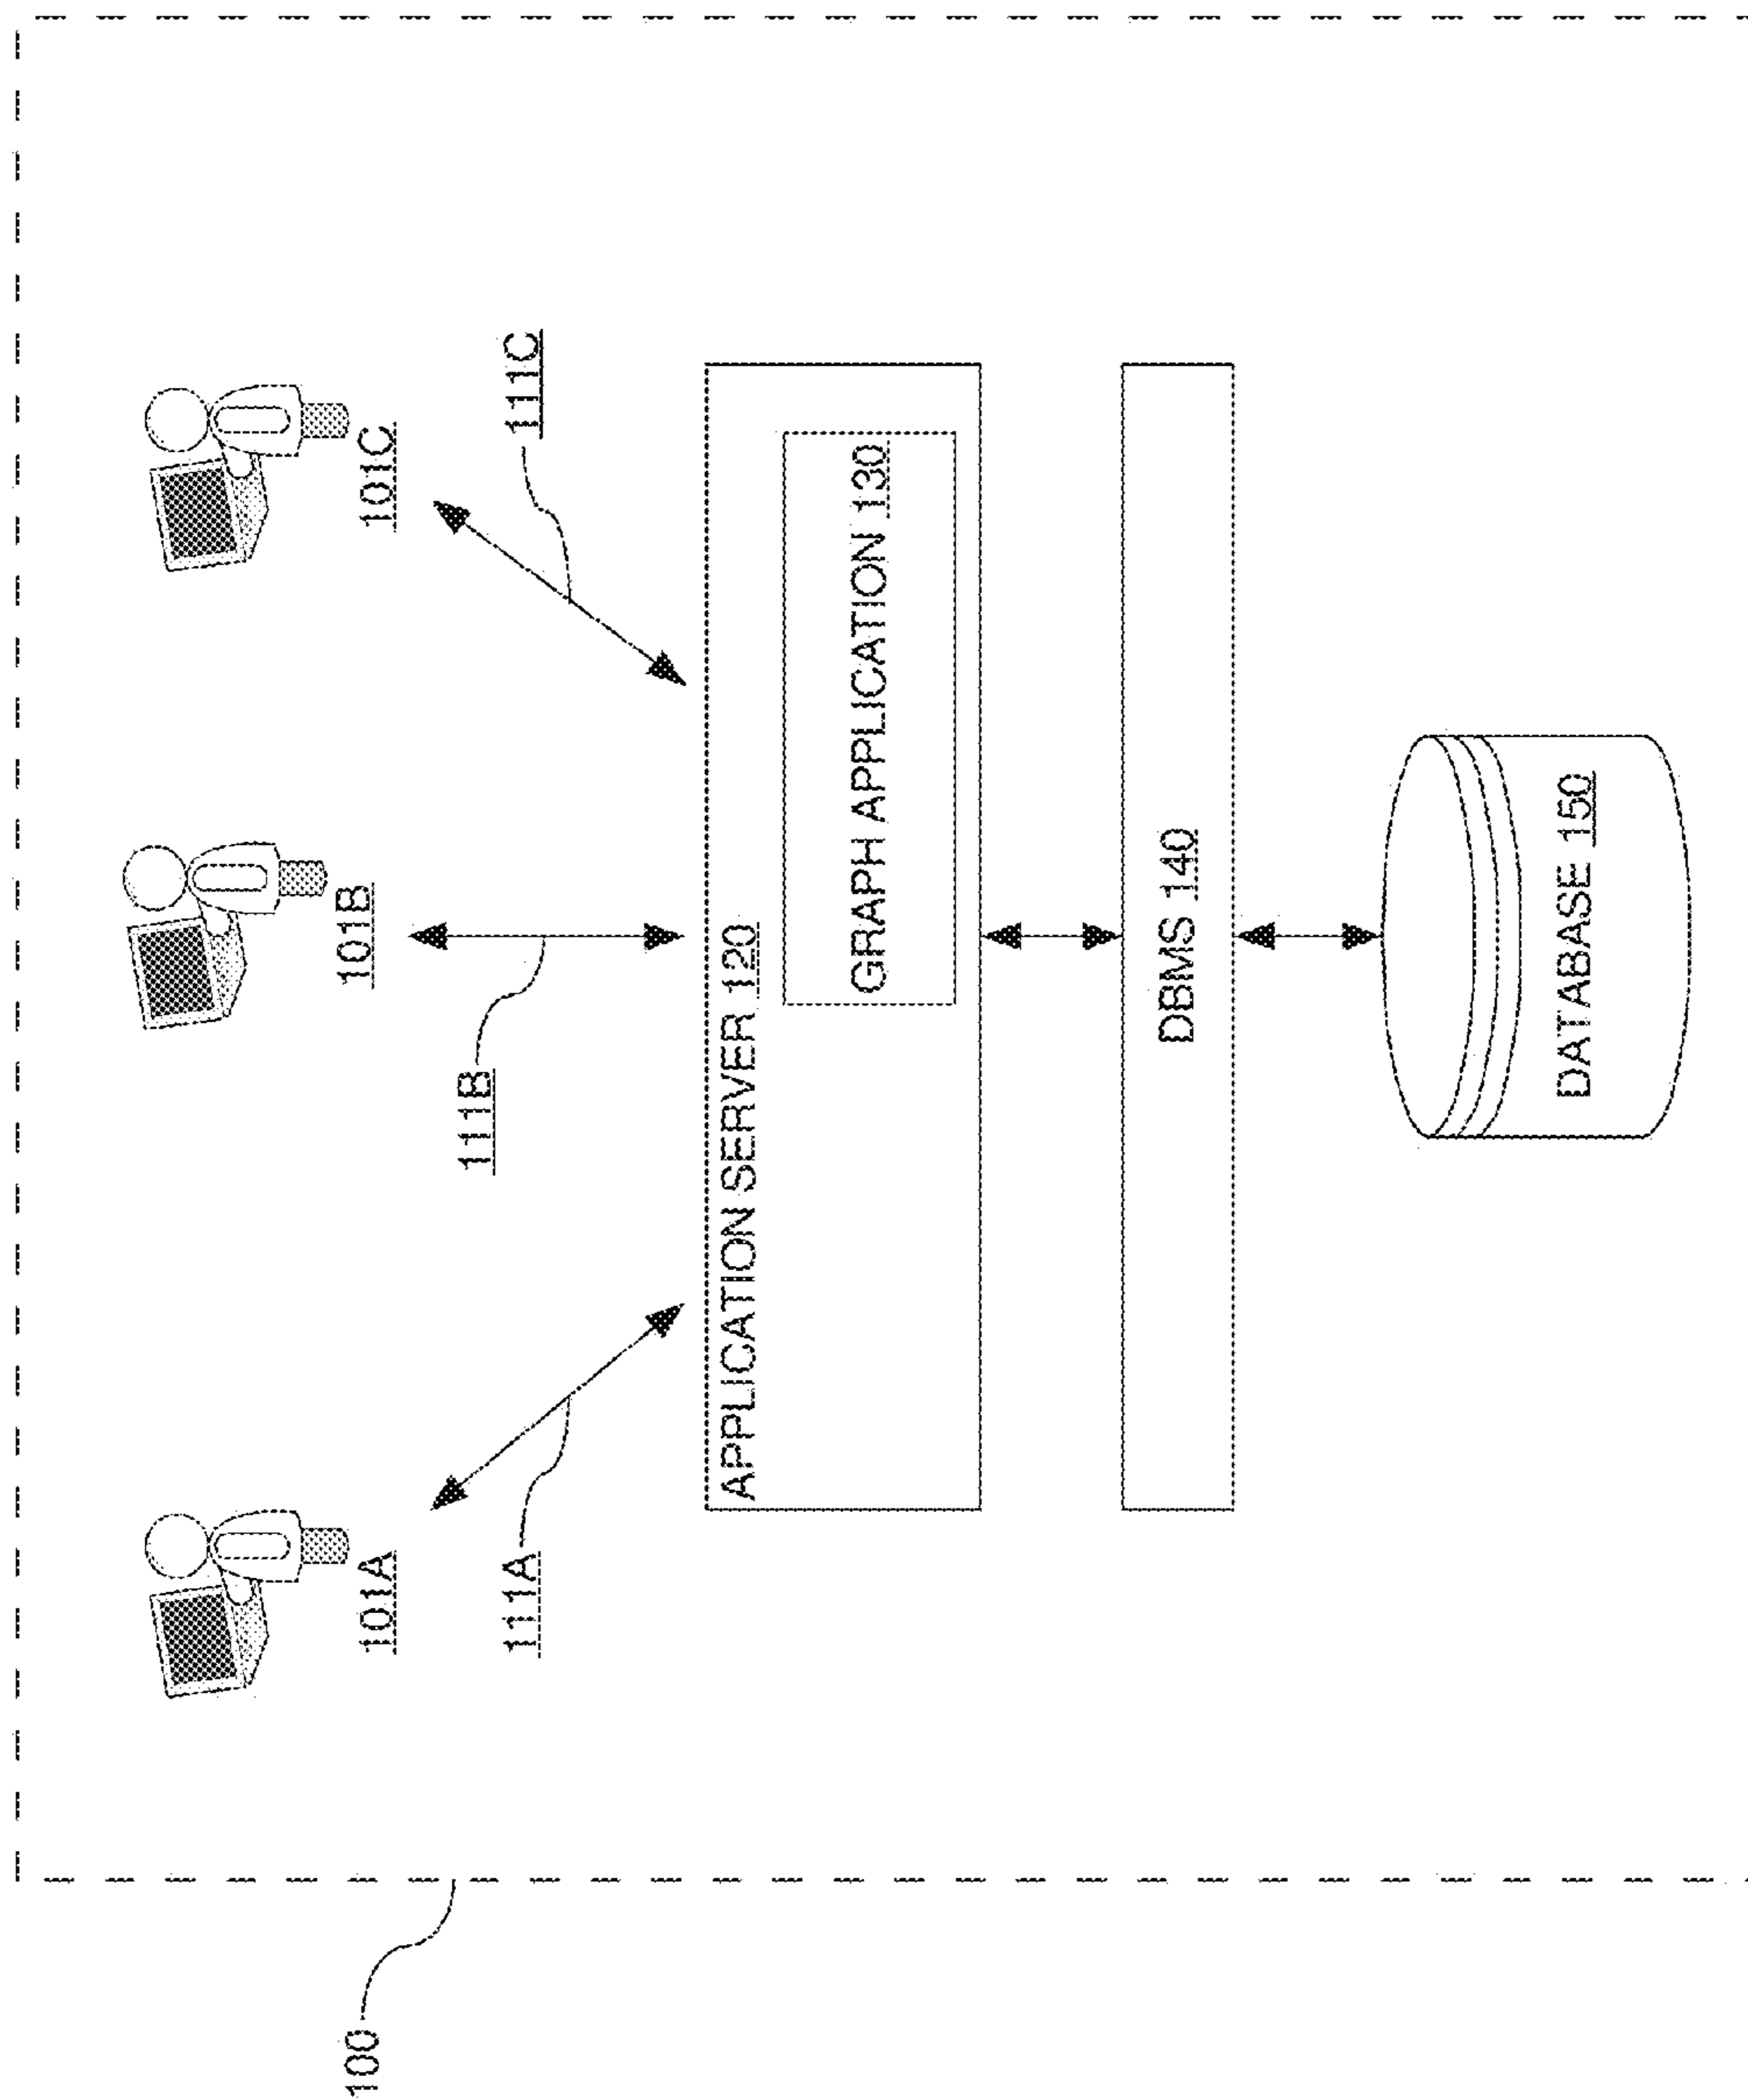 100
101A
101B
101C
111A
111B
111C
APPLICATION SERVER 120
GRAPH APPLICATION 130
DBMS 140
DATABASE 150